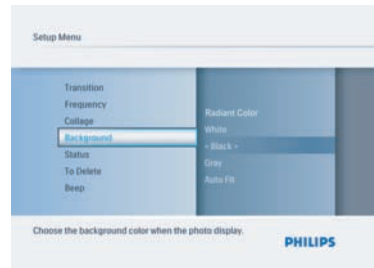 Setup Menu
Transition
Frequency
Collage
Background
Status
To Delete
Beep
Radiant Color
White
- Black -
Gray
Auto Fit
Choose the background color when the photo display.
PHILIPS